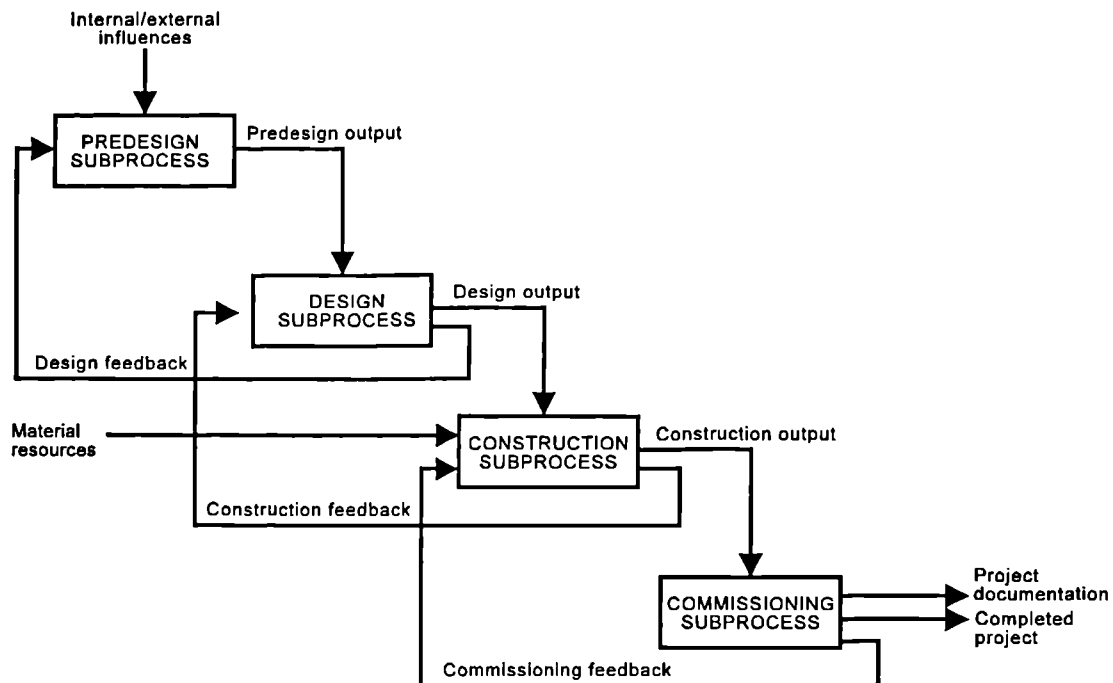 Internal/external
influences
PREDESIGN
SUBPROCESS
Predesign output
DESIGN
SUBPROCESS
Design output
Design feedback
Material
resources
CONSTRUCTION
SUBPROCESS
Construction output
Construction feedback
COMMISSIONING
SUBPROCESS
Project
documentation
Completed
project
Commissioning feedback